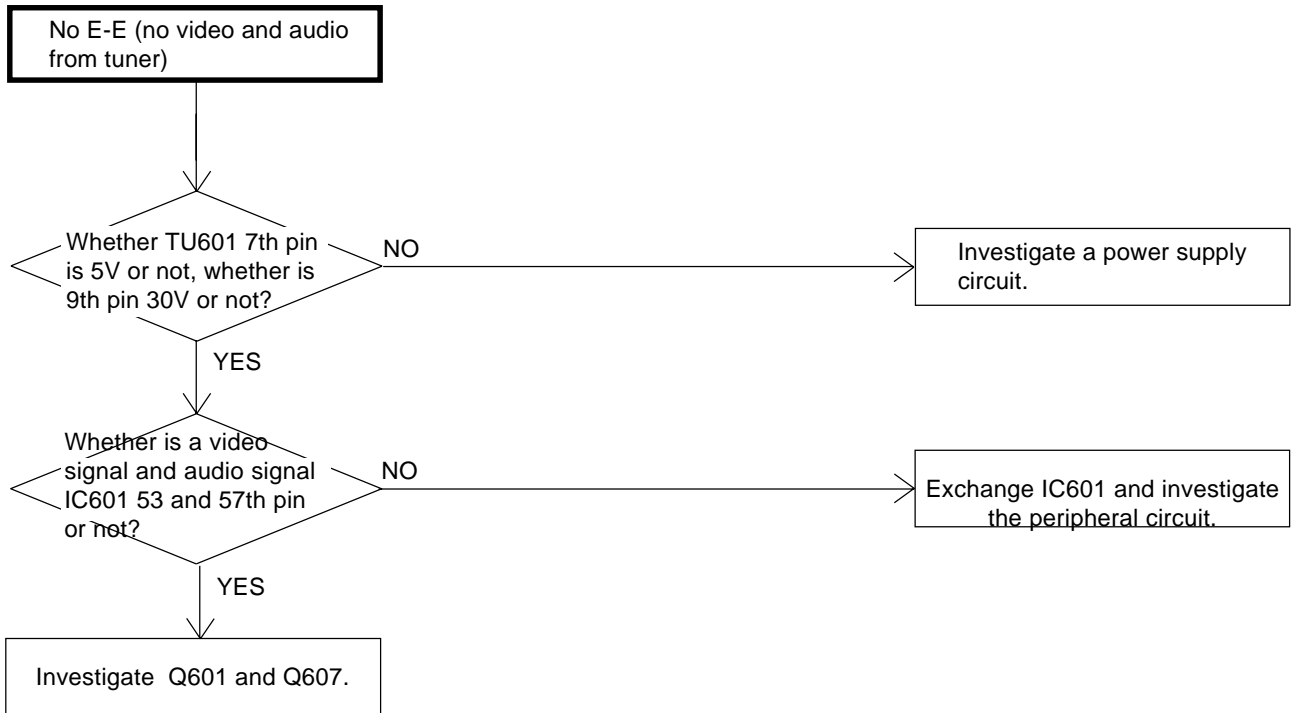 No E-E (no video and audio
from tuner)
Whether TU601 7th pin
is 5V or not, whether is
9th pin 30V or not?
NO
Investigate a power supply
circuit.
YES
Whether is a video
signal and audio signal
IC601 53 and 57th pin
or not?
NO
Exchange IC601 and investigate
the peripheral circuit.
YES
Investigate  Q601 and Q607.